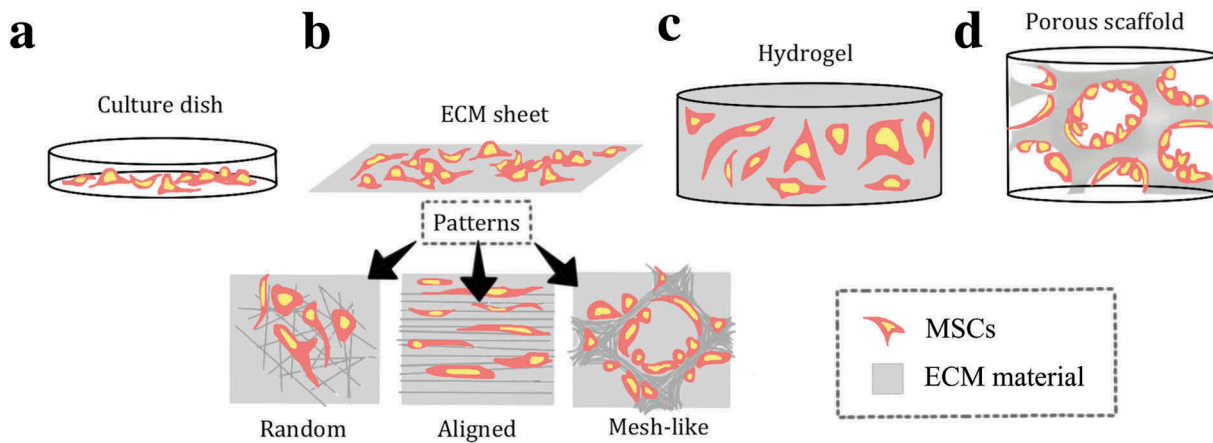 a
b
c
d
Culture dish
ECM sheet
Hydrogel
Porous scaffold
Patterns
Random
Aligned
Mesh-like
MSCs
ECM material